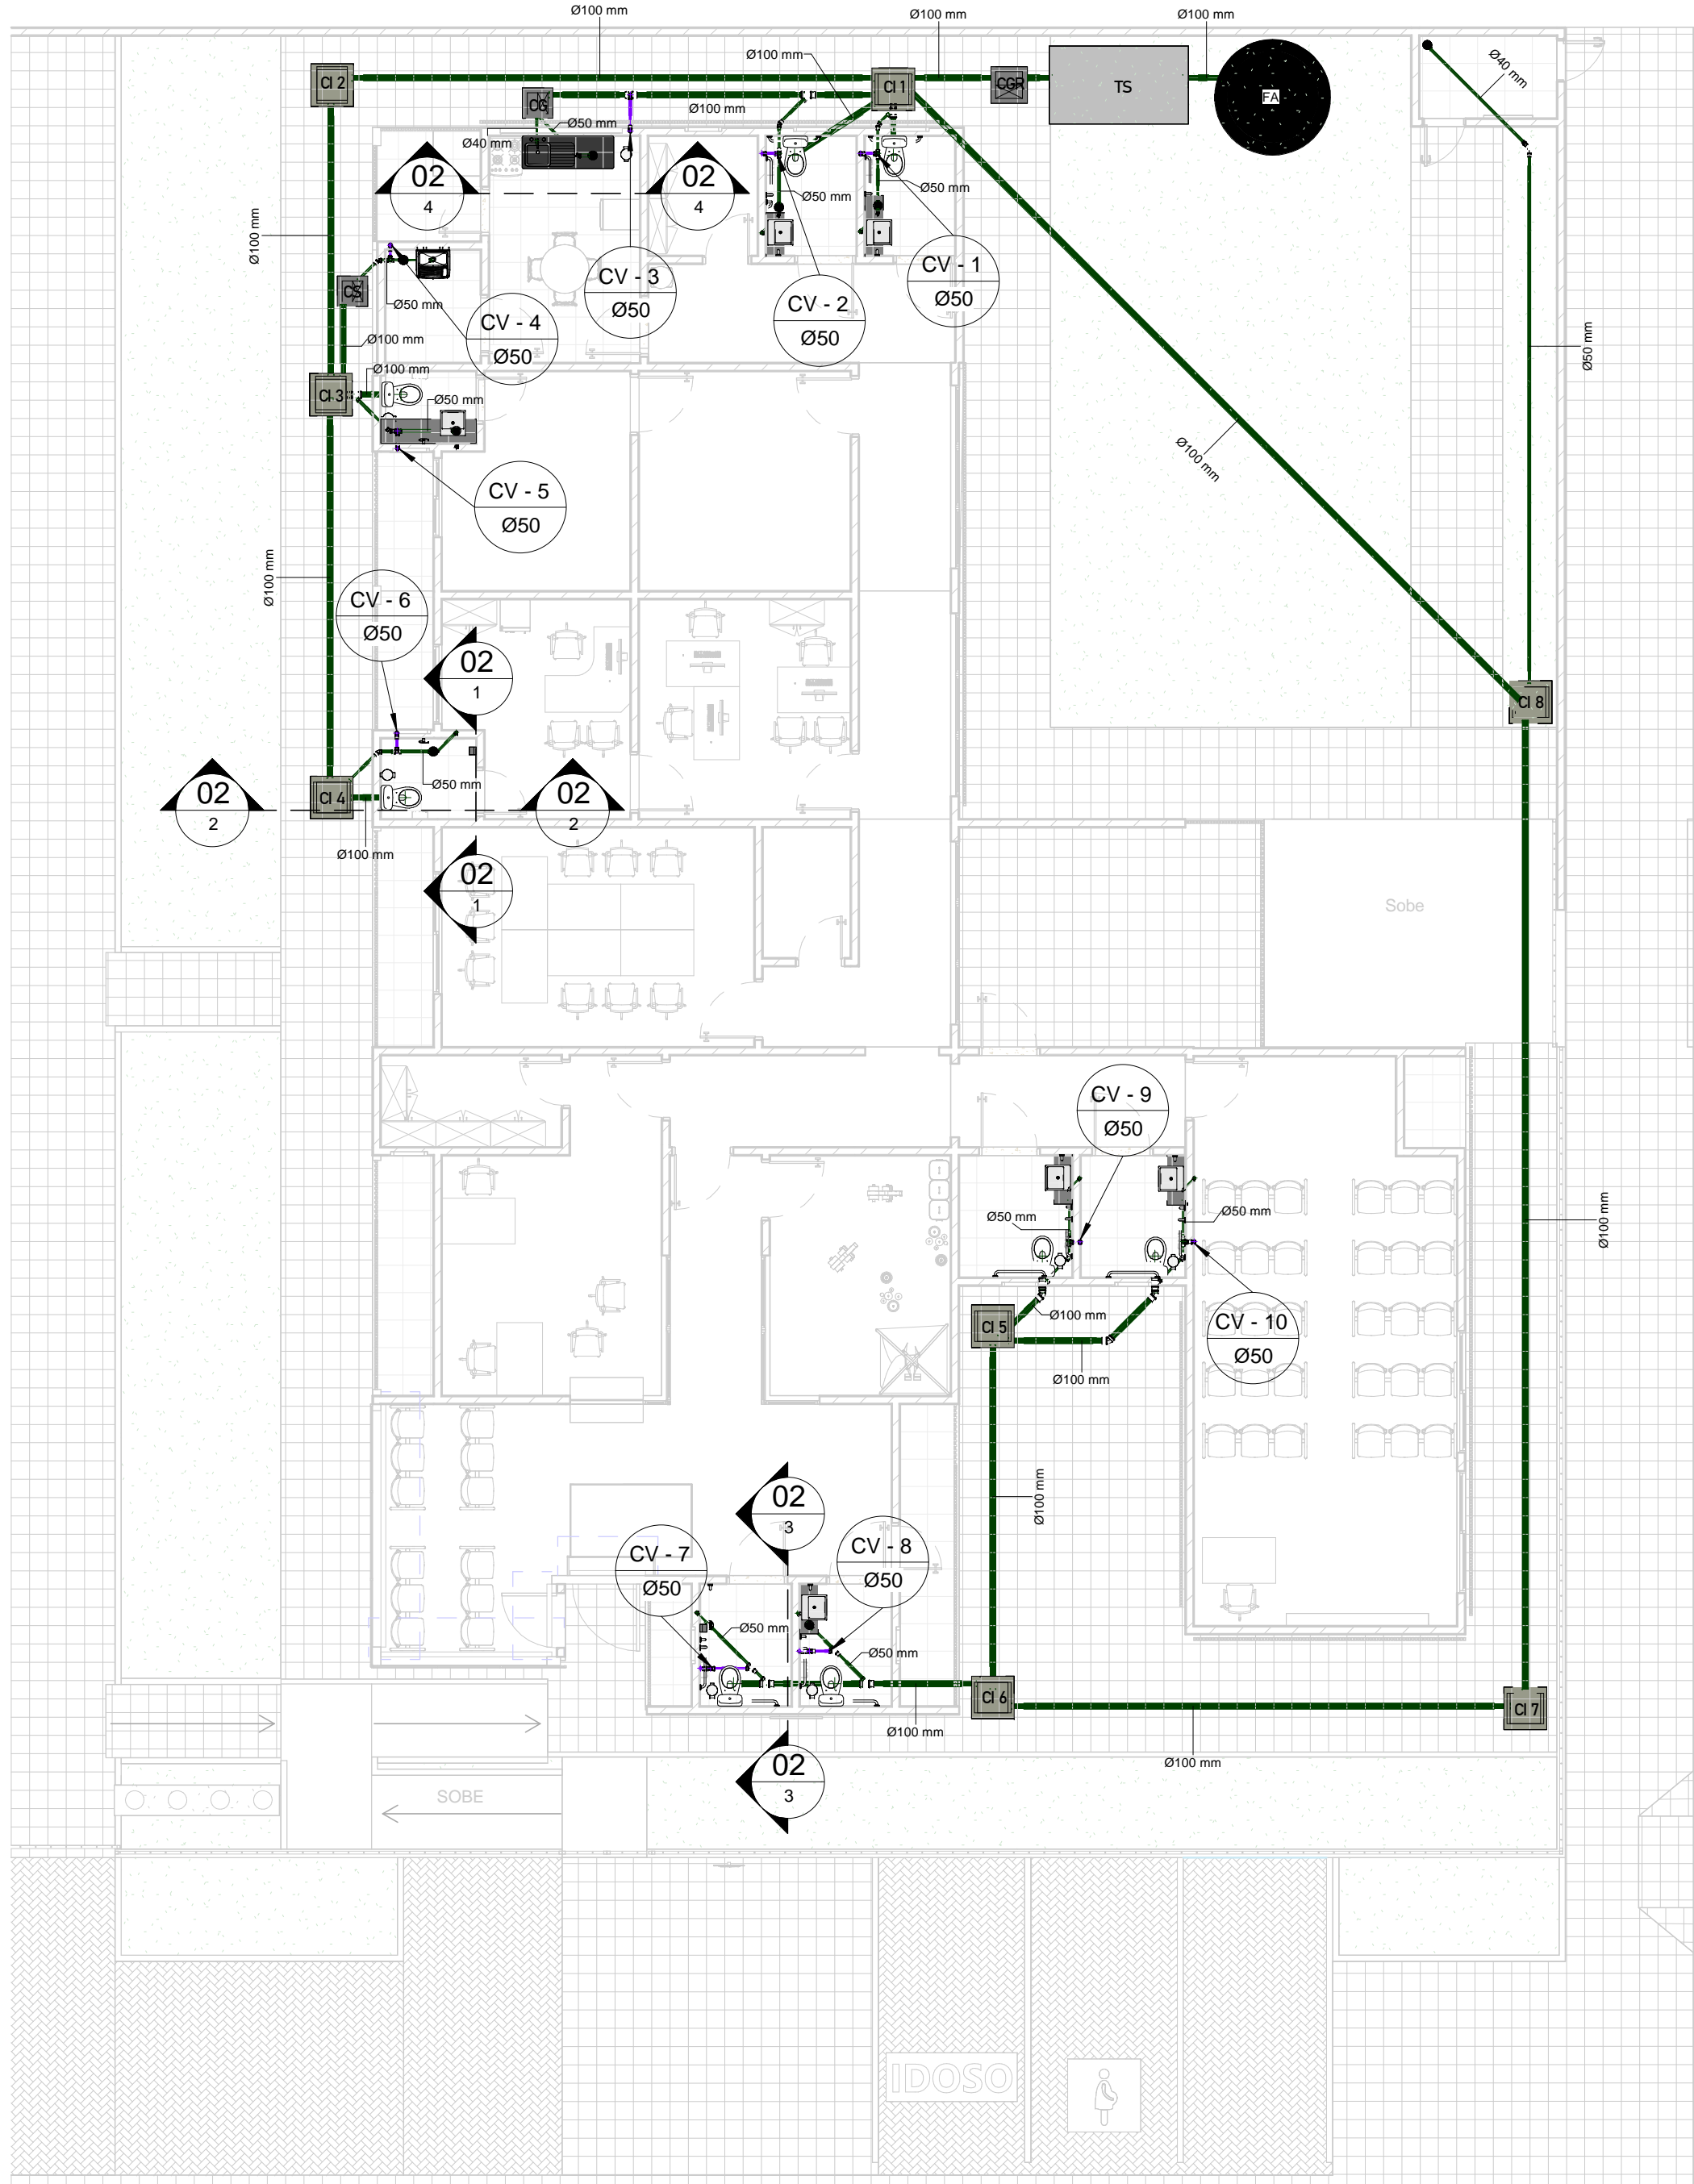 Ø100 mm
Ø100 mm
Ø100 mm
Ø100 mm
Ø40 mm
CI 2
CI 1
CGR
TS
FA
CG
Ø100 mm
Ø50 mm
Ø40 mm
02
4
02
4
Ø50 mm
Ø50 mm
Ø100 mm
CV - 3
Ø50
CV - 1
Ø50
CV - 2
Ø50
CS
Ø50 mm
CV - 4
Ø50
Ø100 mm
Ø50 mm
Ø100 mm
CI 3
Ø50 mm
Ø100 mm
CV - 5
Ø50
Ø100 mm
CV - 6
Ø50
02
1
CI 8
02
2
CI 4
Ø50 mm
02
2
Ø100 mm
02
1
Sobe
CV - 9
Ø50
Ø50 mm
Ø50 mm
Ø100 mm
CI 5
Ø100 mm
CV - 10
Ø50
Ø100 mm
Ø100 mm
02
3
CV - 7
Ø50
CV - 8
Ø50
Ø50 mm
Ø50 mm
CI 6
CI 7
Ø100 mm
Ø100 mm
02
3
SOBE
IDOSO